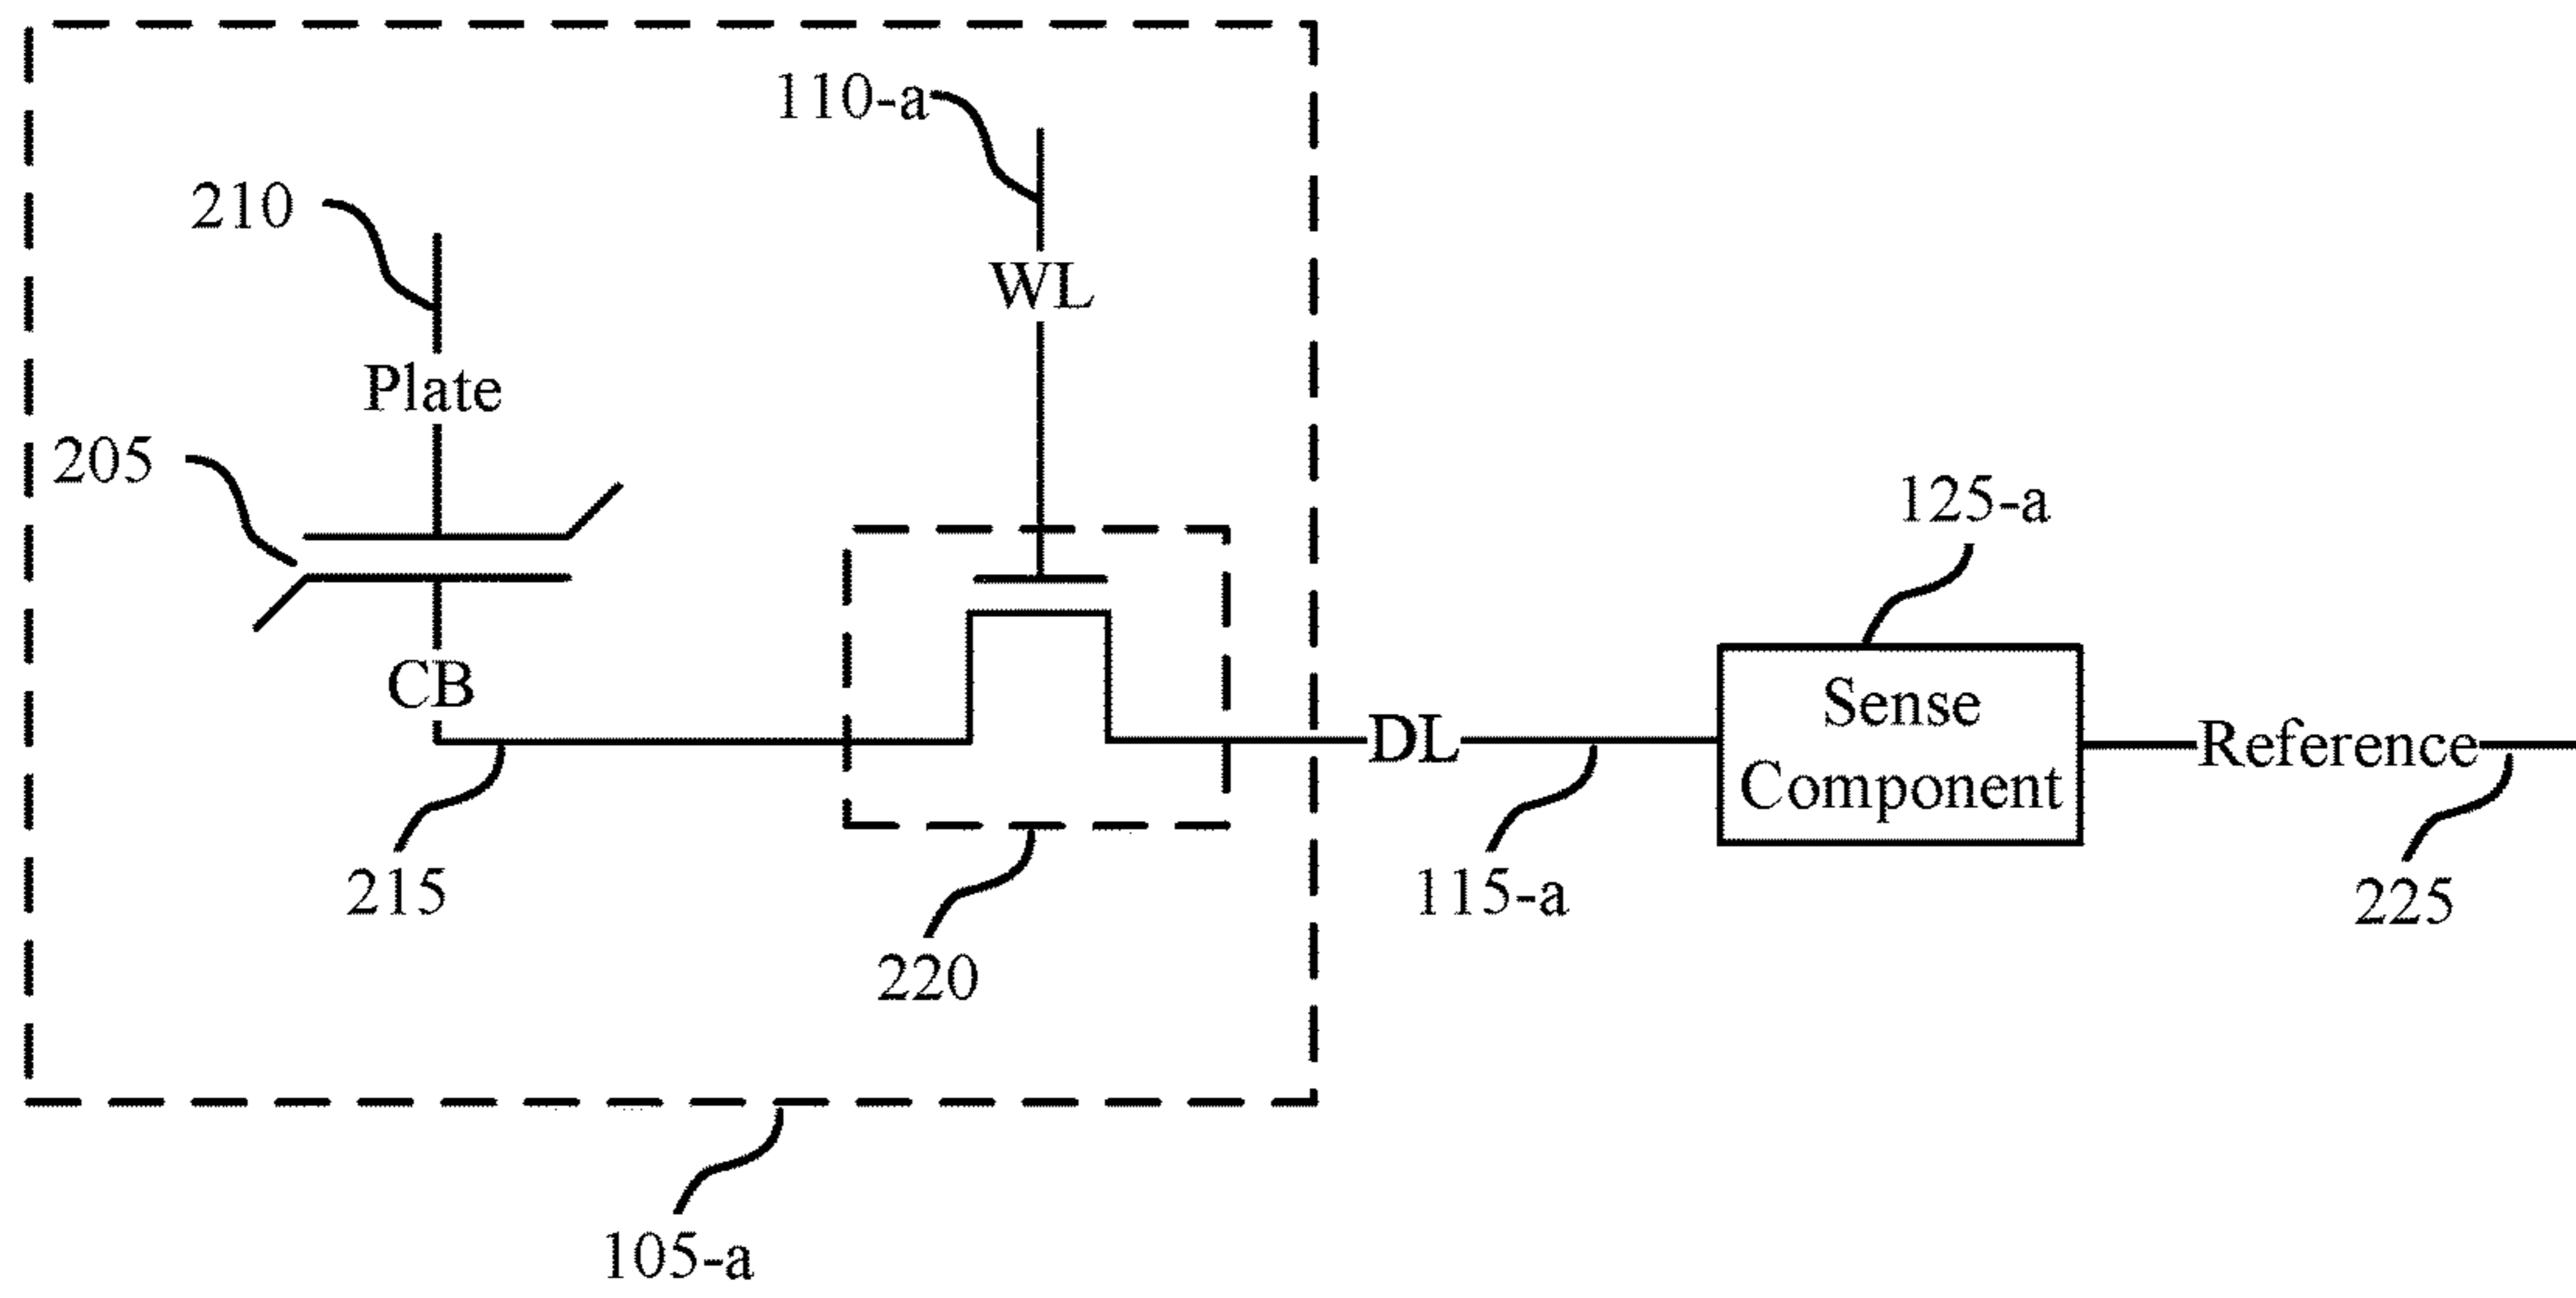 110-a
210
WL
Plate
205
125-a
CB
Sense
Component
DL
Reference
215
115-a
225
220
105-a